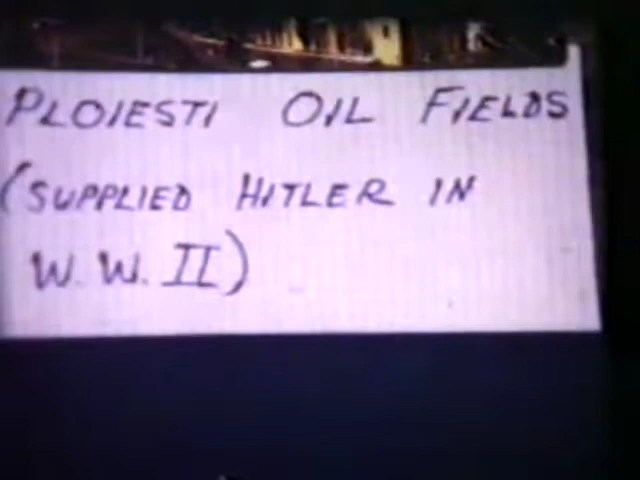 PLOIESTI OIL FIELDS
(SUPPLIED HITLER IN
W. W. II)